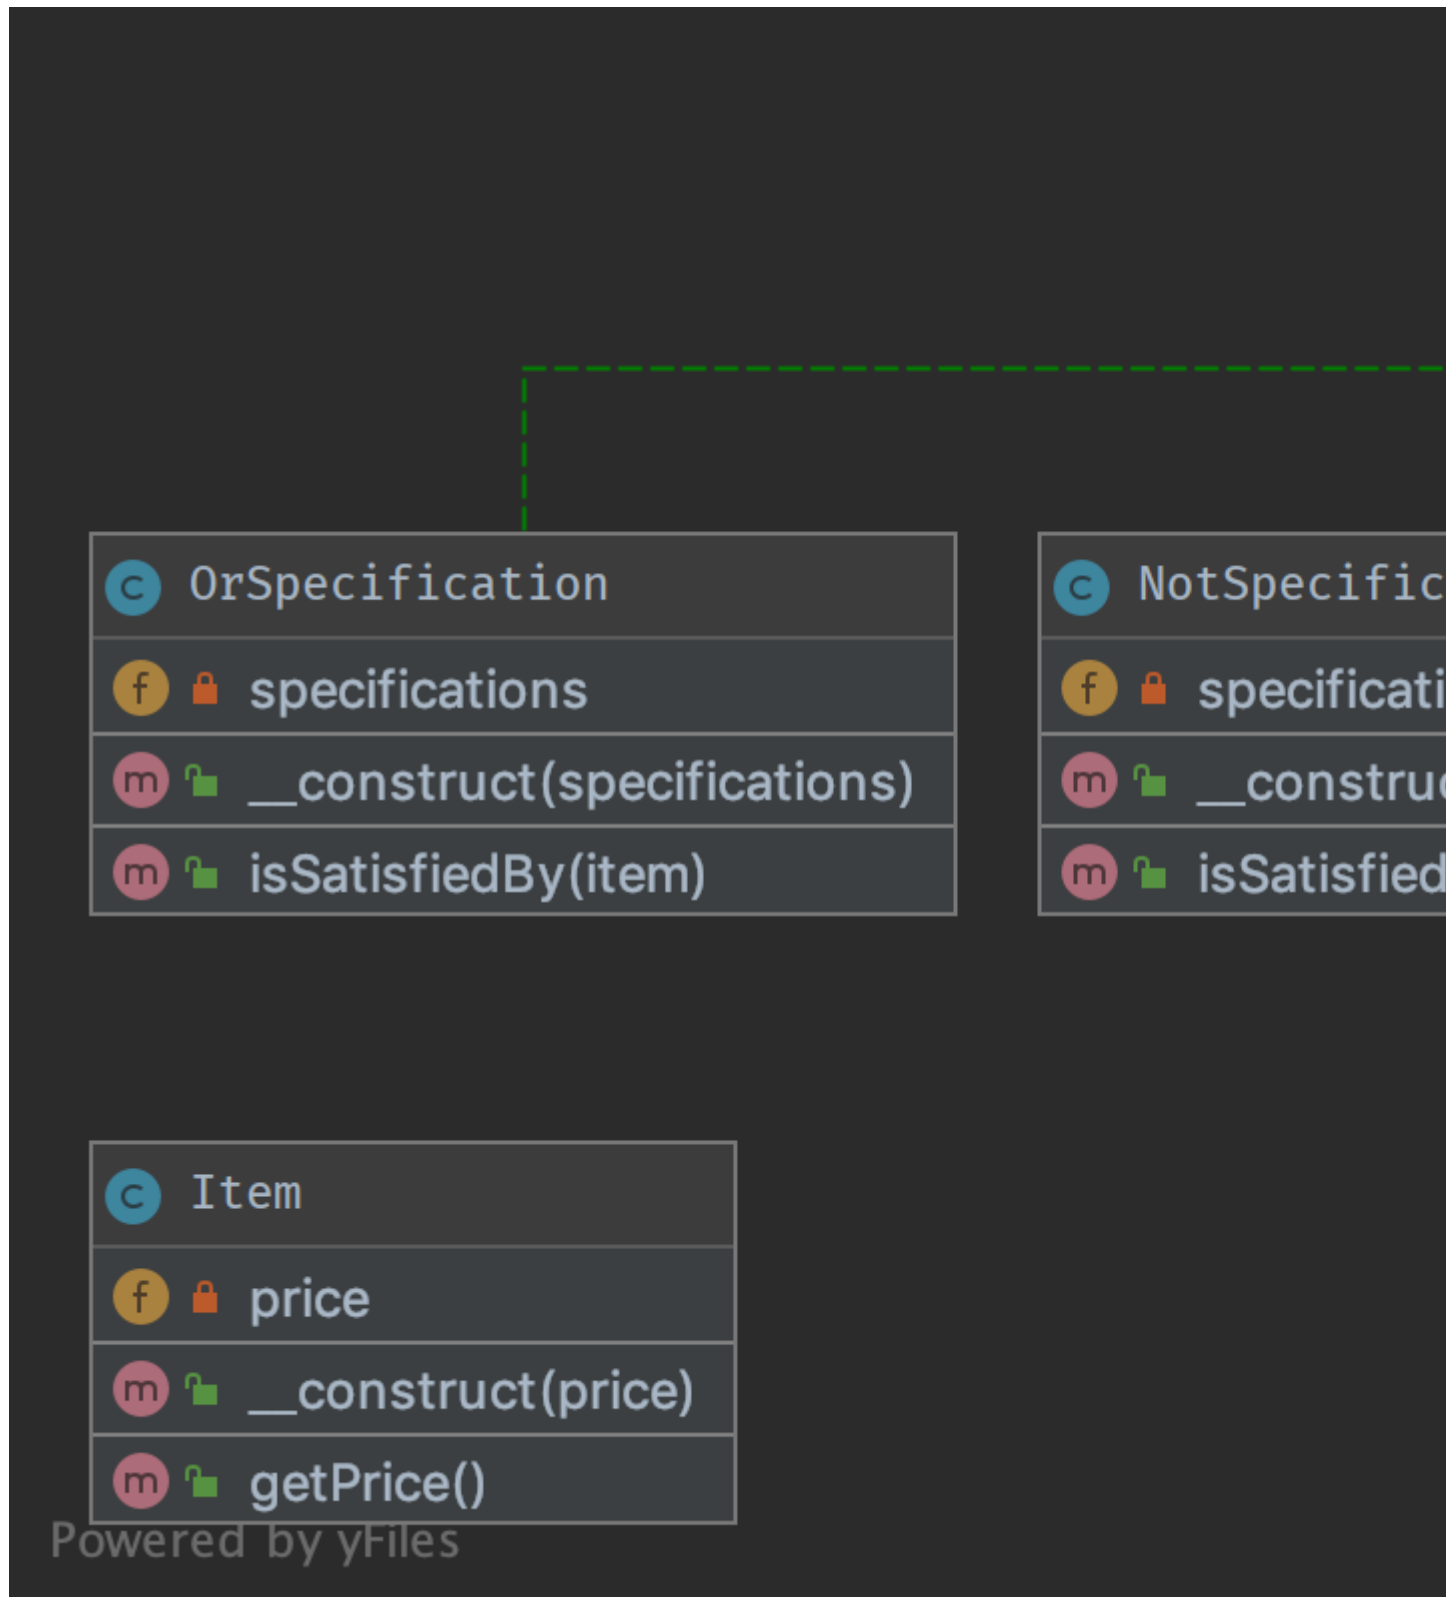 OrSpecification
f specifications
m __construct(specifications)
m isSatisfiedBy(item)
NotSpecific
f specificati
m __construc
m isSatisfied
Item
f price
m __construct(price)
m getPrice()
Powered by yFiles